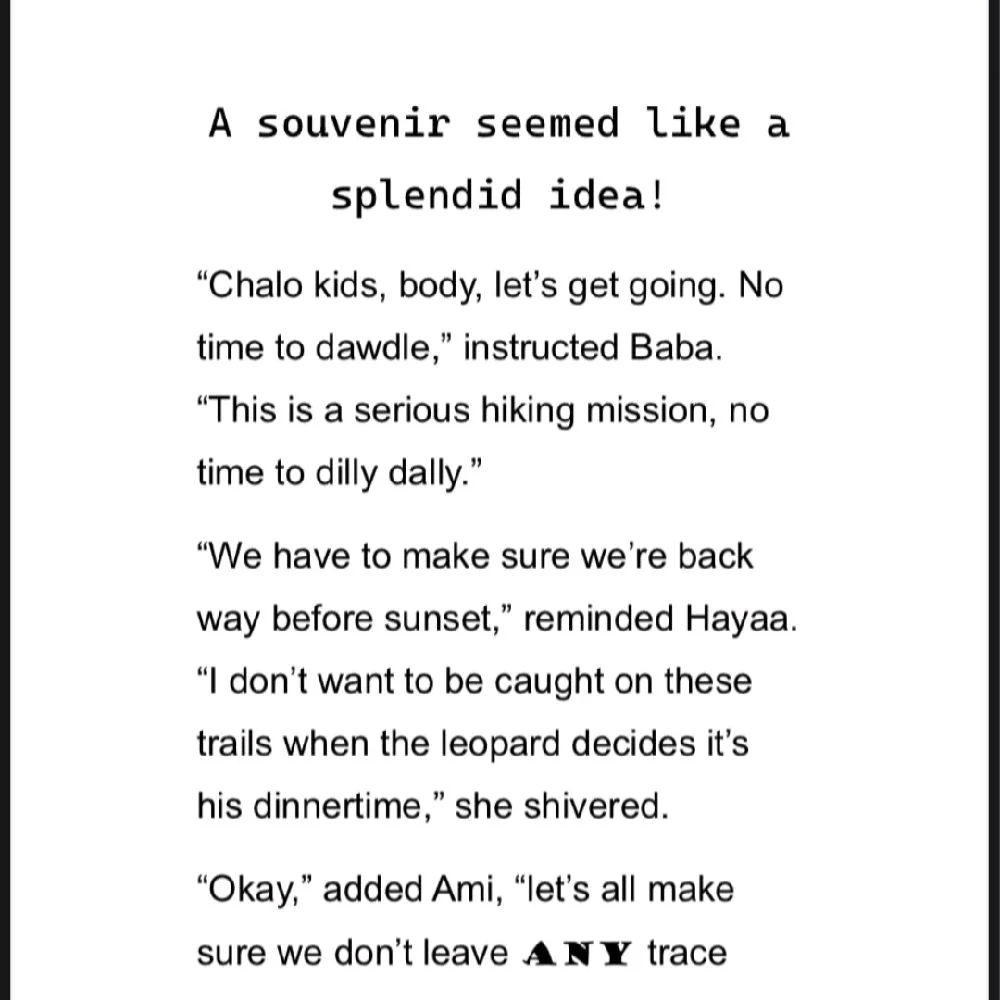 A souvenir seemed like a
splendid idea!
“Chalo kids, body, let’s get going. No
time to dawdle,” instructed Baba.
“This is a serious hiking mission, no
time to dilly dally.”
“We have to make sure we’re back
way before sunset,” reminded Hayaa.
“I don’t want to be caught on these
trails when the leopard decides it’s
his dinnertime,” she shivered.
“Okay,” added Ami, “let’s all make
sure we don’t leave ANY trace